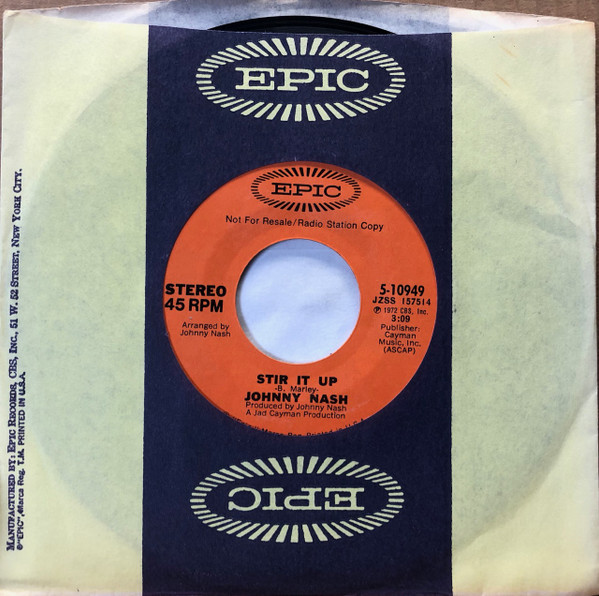 EPIC
EPIC
Not For Resale/Radio Station Copy
STEREO
45 RPM
Arranged by
Johnny Nash
5-10949
JZSS 157514
Ⓟ 1972 CBS, Inc.
3:09
Publisher:
Cayman
Music, Inc.
(ASCAP)
STIR IT UP
-B. Marley-
JOHNNY NASH
Produced by Johnny Nash
A Jad Cayman Production
EPIC
MANUFACTURED BY: EPIC RECORDS, CBS, INC., 51 W. 52 STREET, NEW YORK CITY.
®"EPIC", Marca Reg. T.M. PRINTED IN U.S.A.